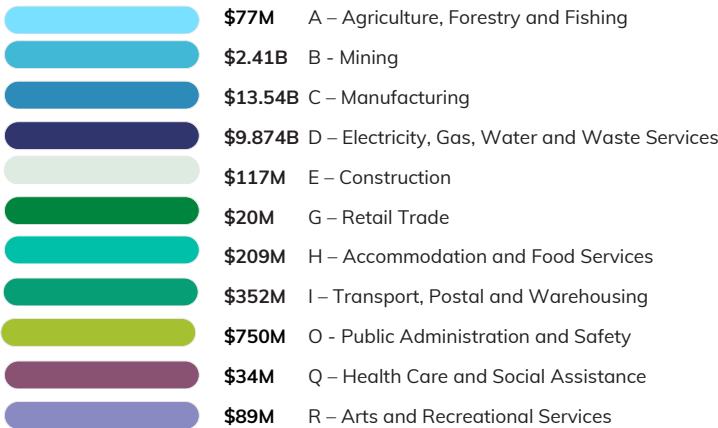 $77M A – Agriculture, Forestry and Fishing
$2.41B B - Mining
$13.54B C – Manufacturing
$9.874B D – Electricity, Gas, Water and Waste Services
$117M E – Construction
$20M G – Retail Trade
$209M H – Accommodation and Food Services
$352M I – Transport, Postal and Warehousing
$750M O - Public Administration and Safety
$34M Q – Health Care and Social Assistance
$89M R – Arts and Recreational Services